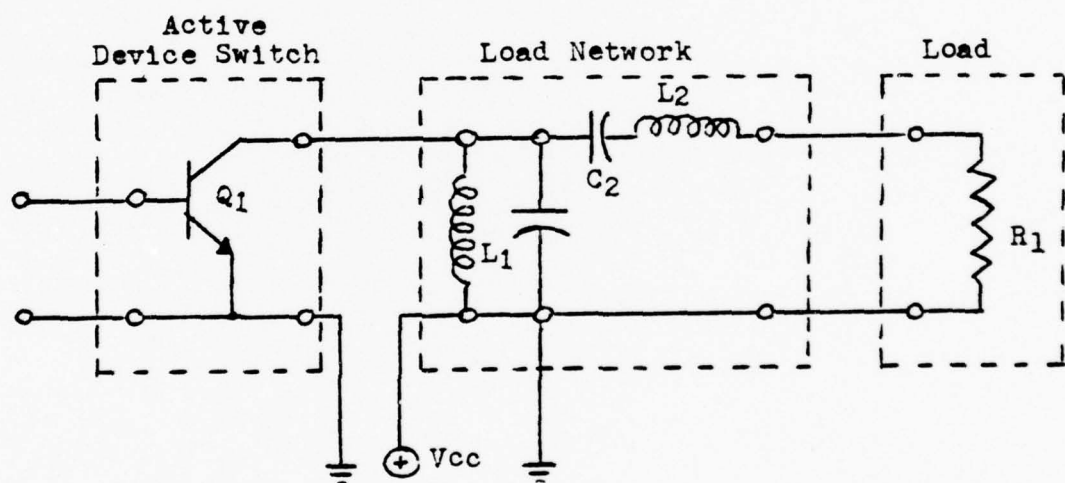 Active
Device Switch
Load Network
Load
L2
C2
Q1
L1
R1
+ Vcc